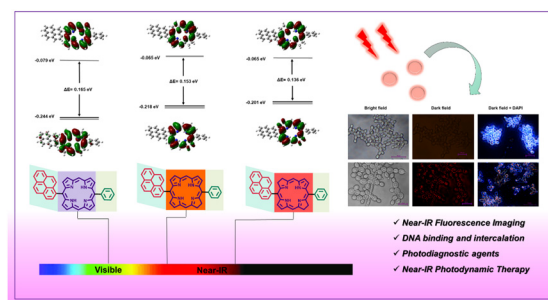 -0.079 eV
ΔE= 0.165 eV
-0.244 eV
-0.065 eV
ΔE= 0.153 eV
-0.218 eV
-0.065 eV
ΔE= 0.136 eV
-0.201 eV
Bright field
Dark field
Dark field + DAPI
Visible
Near-IR
✓ Near-IR Fluorescence Imaging
✓ DNA binding and intercalation
✓ Photodiagnostic agents
✓ Near-IR Photodynamic Therapy